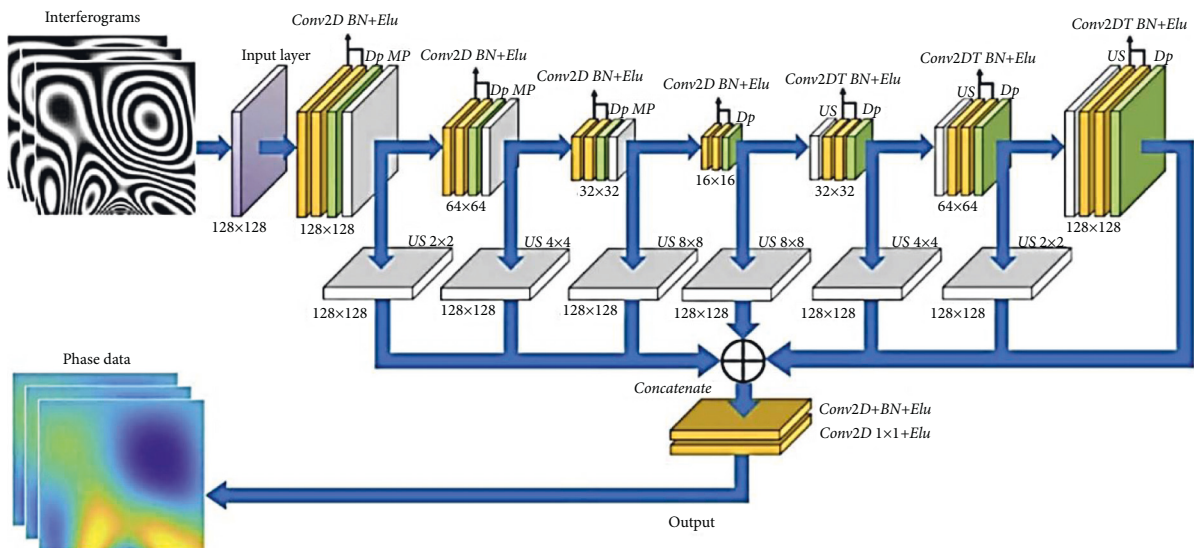 Interferograms
Input layer
128×128
Conv2D BN+Elu
Dp MP
128×128
Conv2D BN+Elu
Dp MP
64×64
Conv2D BN+Elu
Dp MP
32×32
Conv2D BN+Elu
Dp
16×16
Conv2DT BN+Elu
US
Dp
32×32
Conv2DT BN+Elu
US
Dp
64×64
Conv2DT BN+Elu
US
Dp
128×128
US 2×2
128×128
US 4×4
128×128
US 8×8
128×128
US 8×8
128×128
US 4×4
128×128
US 2×2
128×128
Concatenate
Conv2D+BN+Elu
Conv2D 1×1+Elu
Phase data
Output